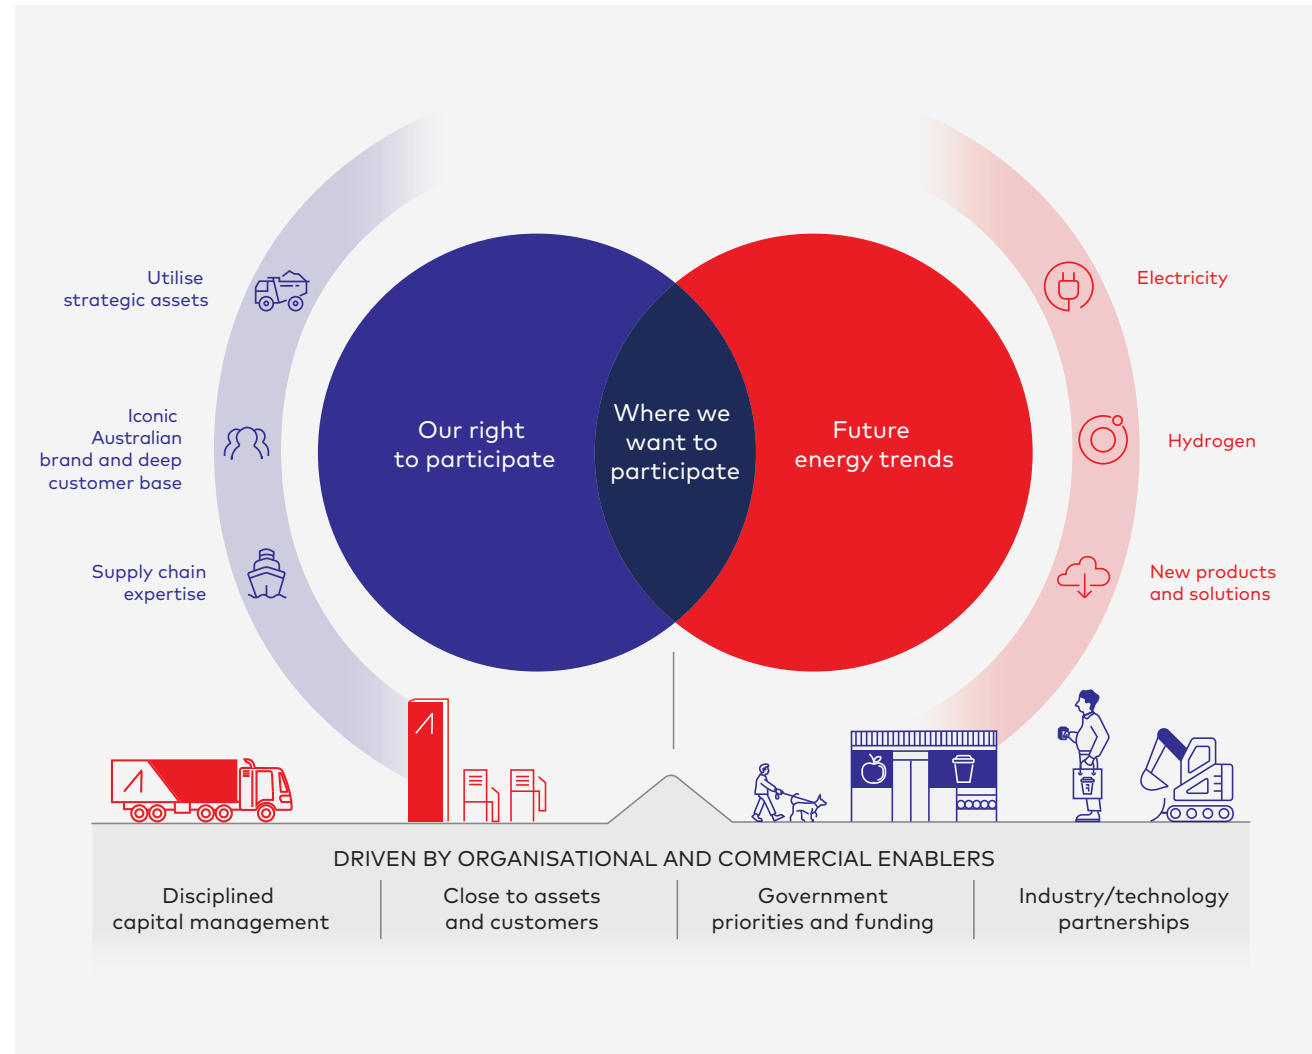 Utilise
strategic assets
Iconic
Australian
brand and deep
customer base
Supply chain
expertise
Our right
to participate
Where we
want to
participate
Future
energy trends
Electricity
Hydrogen
New products
and solutions
DRIVEN BY ORGANISATIONAL AND COMMERCIAL ENABLERS
Disciplined
capital management
Close to assets
and customers
Government
priorities and funding
Industry/technology
partnerships